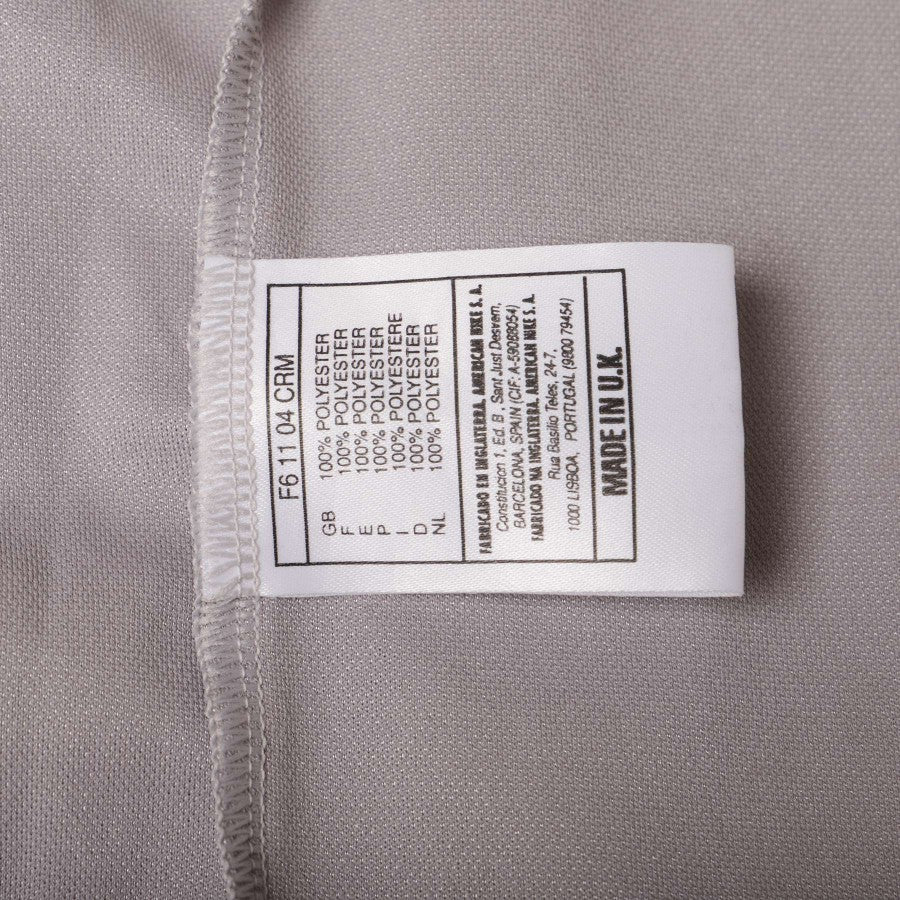 F6 11 04 CRM
GB 100% POLYESTER
F 100% POLYESTER
E 100% POLYESTER
P 100% POLYESTER
I 100% POLIESTERE
D 100% POLYESTER
NL 100% POLYESTER
FABRICADO EN INGLATERRA, AMERICAN NIKE S. A.
Constitucion 1, Ed. B, Sant Just Desvern,
BARCELONA, SPAIN (CIF: A-59088054)
FABRICADO NA INGLATERRA, AMERICAN NIKE S. A.
Rua Basilio Teles, 24-7,
1000 LISBOA, PORTUGAL (9800 79454)
MADE IN U.K.